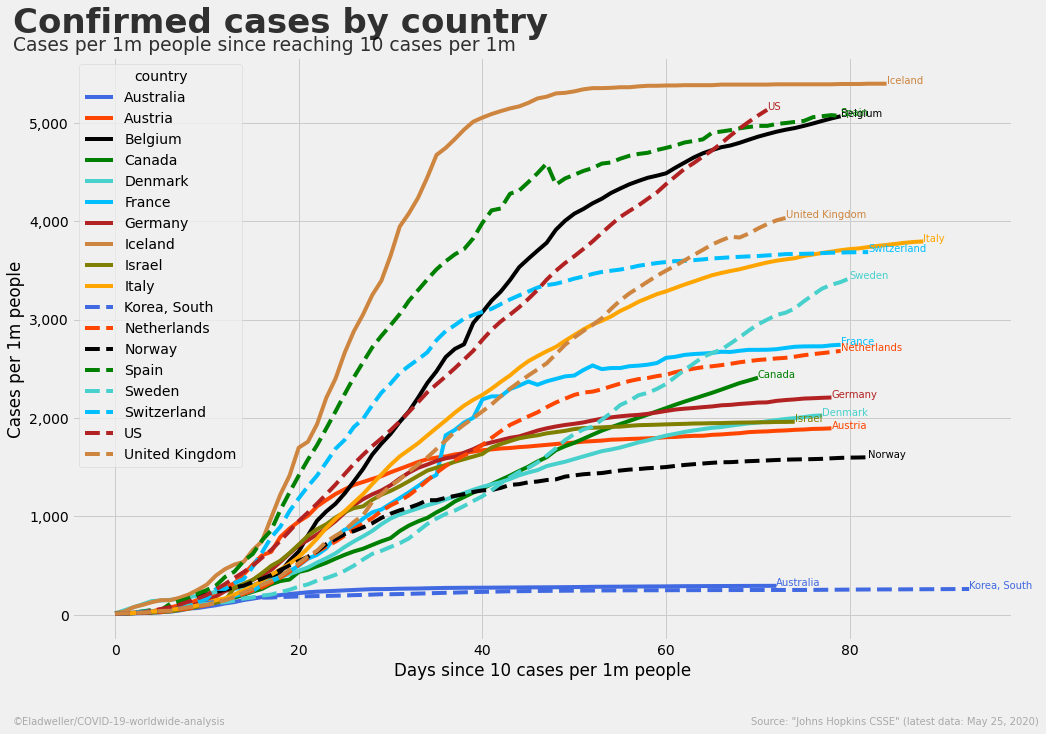 Confirmed cases by country
Cases per 1m people since reaching 10 cases per 1m
country
Australia
Austria
Belgium
Canada
Denmark
France
Germany
Iceland
Israel
Italy
Korea, South
Netherlands
Norway
Spain
Sweden
Switzerland
US
United Kingdom
Cases per 1m people
5,000
4,000
3,000
2,000
1,000
0
Iceland
US
Spain
Belgium
United Kingdom
Italy
Switzerland
Sweden
France
Netherlands
Canada
Germany
Denmark
Israel
Austria
Norway
Australia
Korea, South
0 20 40 60 80
Days since 10 cases per 1m people
©Eladweller/COVID-19-worldwide-analysis
Source: "Johns Hopkins CSSE" (latest data: May 25, 2020)